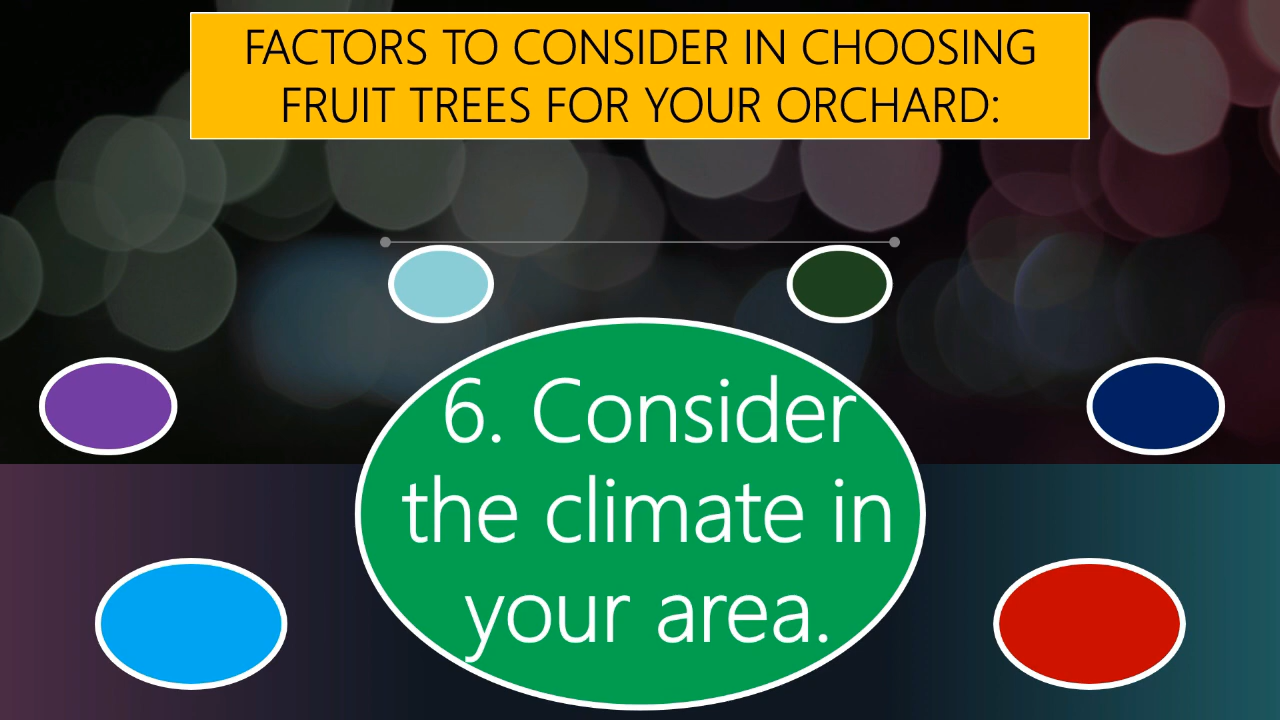 FACTORS TO CONSIDER IN CHOOSING
FRUIT TREES FOR YOUR ORCHARD:
6. Consider
the climate in
your area.